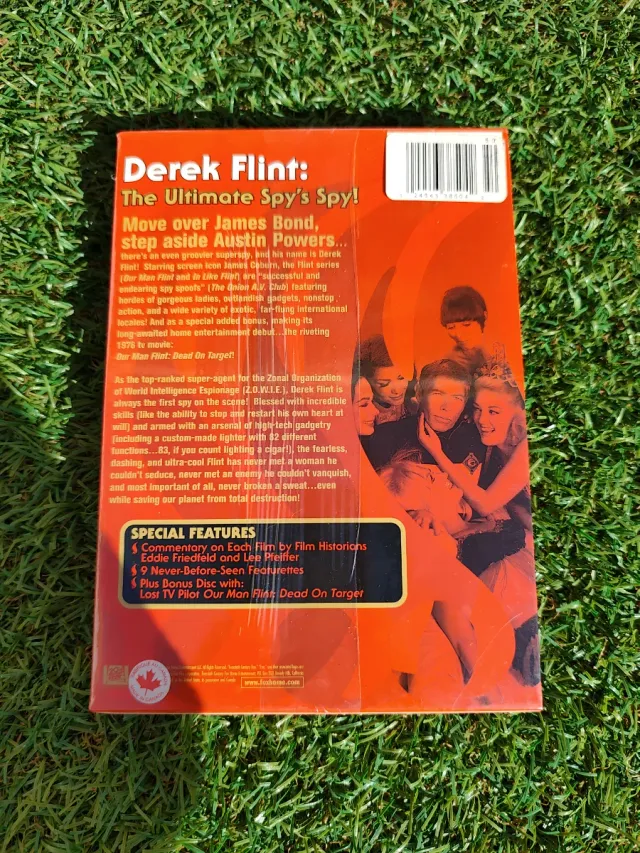 Derek Flint:
The Ultimate Spy's Spy!
Move over James Bond,
step aside Austin Powers...
there's an even groovier superspy, and his name is Derek
Flint! Starring screen icon James Coburn, the Flint series
(Our Man Flint and In Like Flint) are "successful and
endearing spy spoofs" (The Onion A.V. Club) featuring
hordes of gorgeous ladies, outlandish gadgets, nonstop
action, and a wide variety of exotic, far-flung international
locales! And as a special added bonus, making its
long-awaited home entertainment debut...the riveting
1976 tv movie:
Our Man Flint: Dead On Target!
As the top-ranked super-agent for the Zonal Organization
of World Intelligence Espionage (Z.O.W.I.E.), Derek Flint is
always the first spy on the scene! Blessed with incredible
skills (like the ability to stop and restart his own heart at
will) and armed with an arsenal of high-tech gadgetry
(including a custom-made lighter with 82 different
functions...83, if you count lighting a cigar!), the fearless,
dashing, and ultra-cool Flint has never met a woman he
couldn't seduce, never met an enemy he couldn't vanquish,
and most important of all, never broken a sweat...even
while saving our planet from total destruction!
SPECIAL FEATURES
Commentary on Each Film by Film Historians
Eddie Friedfeld and Lee Pfeiffer
9 Never-Before-Seen Featurettes
Plus Bonus Disc with:
Lost TV Pilot Our Man Flint: Dead On Target
www.foxhome.com